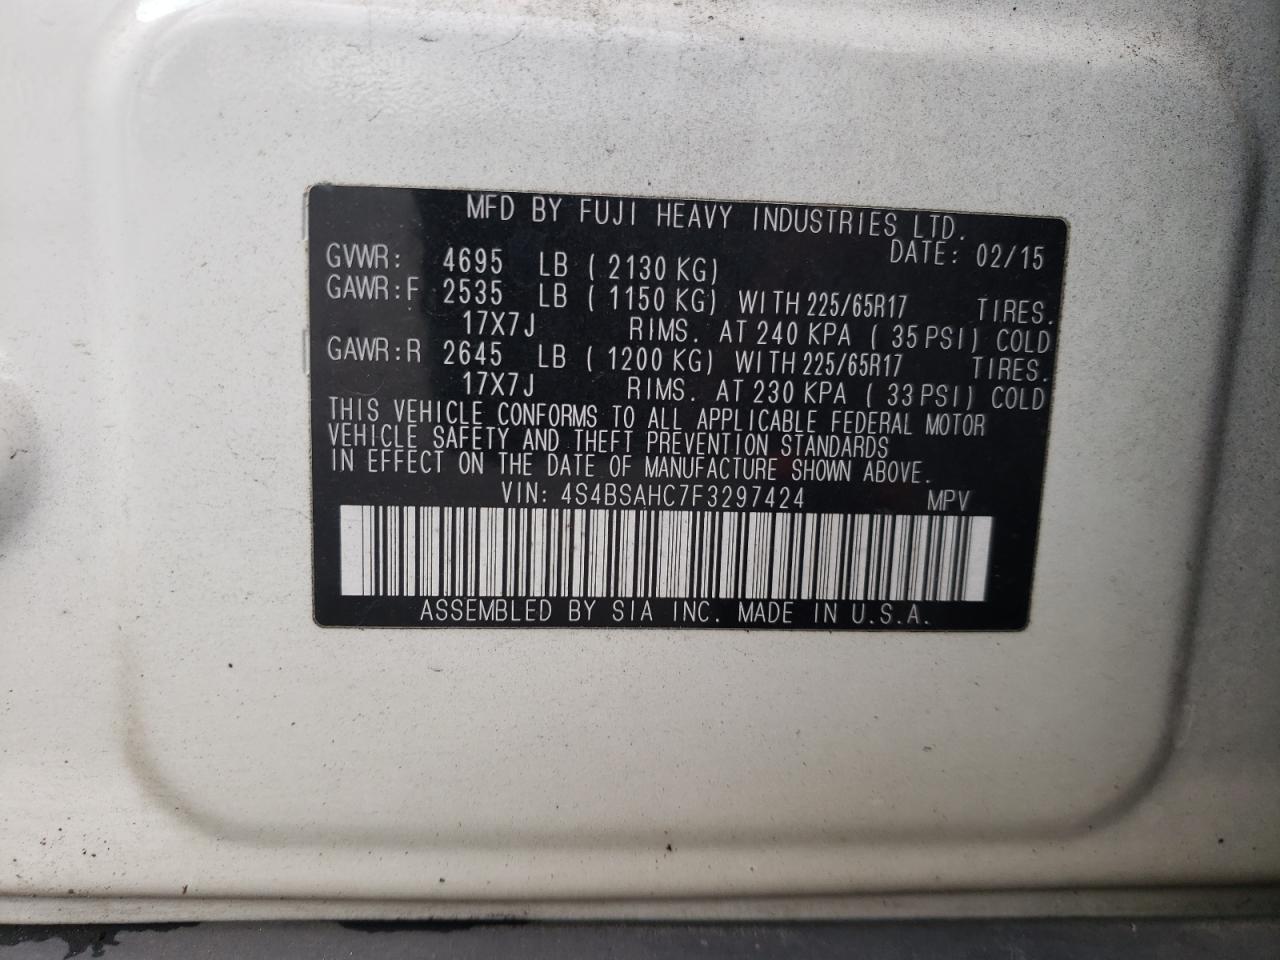 MFD BY FUJI HEAVY INDUSTRIES LTD.
DATE: 02/15
GVWR: 4695 LB ( 2130 KG)
GAWR:F 2535 LB ( 1150 KG) WITH 225/65R17 TIRES.
17X7J RIMS. AT 240 KPA ( 35 PSI) COLD
GAWR:R 2645 LB ( 1200 KG) WITH 225/65R17 TIRES.
17X7J RIMS. AT 230 KPA ( 33 PSI) COLD
THIS VEHICLE CONFORMS TO ALL APPLICABLE FEDERAL MOTOR
VEHICLE SAFETY AND THEFT PREVENTION STANDARDS
IN EFFECT ON THE DATE OF MANUFACTURE SHOWN ABOVE.
VIN: 4S4BSAHC7F3297424 MPV
ASSEMBLED BY SIA INC. MADE IN U.S.A.